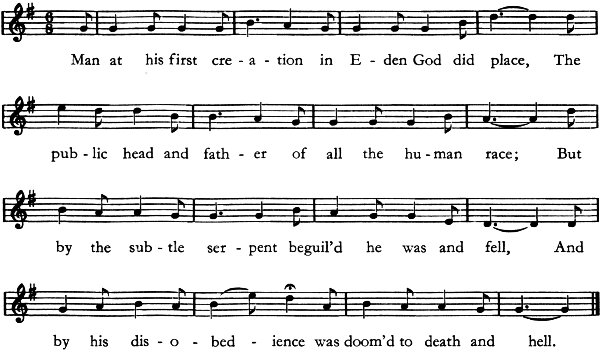 6
8
Man at his first cre - a - tion in E - den God did place, The
pub - lic head and fath - er of all the hu - man race; But
by the sub - tle ser - pent beguil'd he was and fell, And
by his dis - o - bed - ience was doom'd to death and hell.